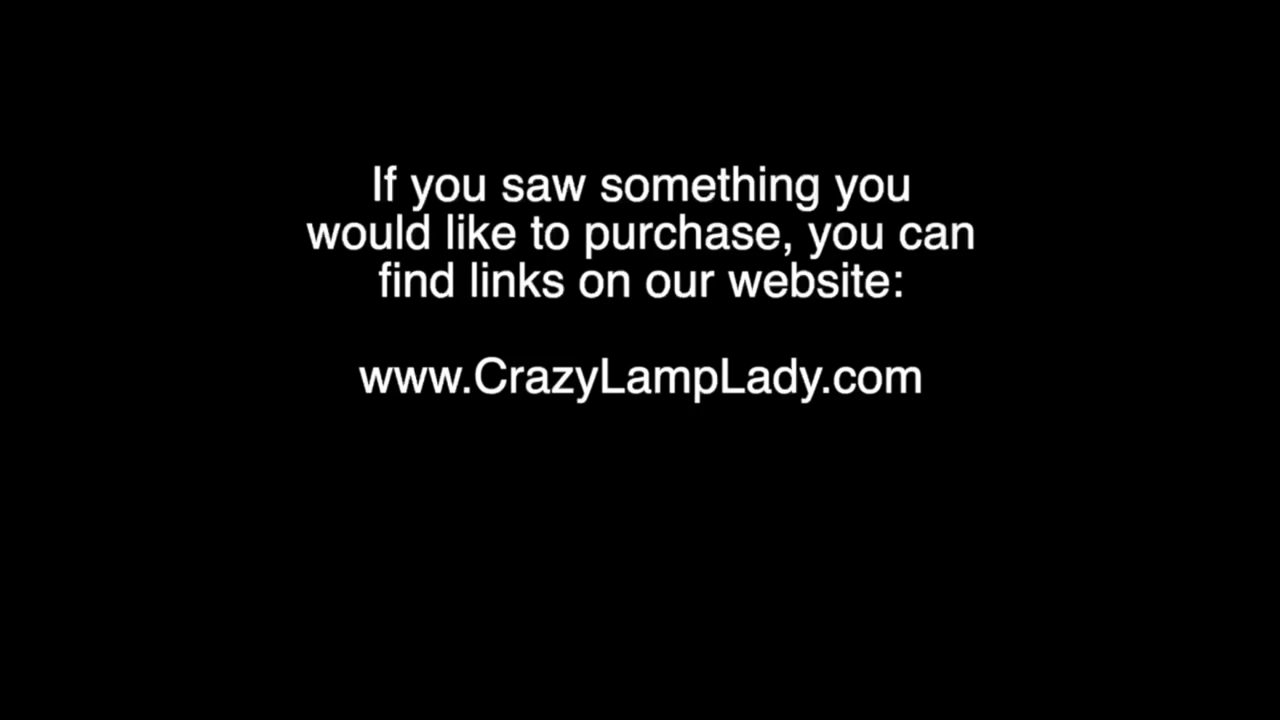 If you saw something you
would like to purchase, you can
find links on our website:
www.CrazyLampLady.com